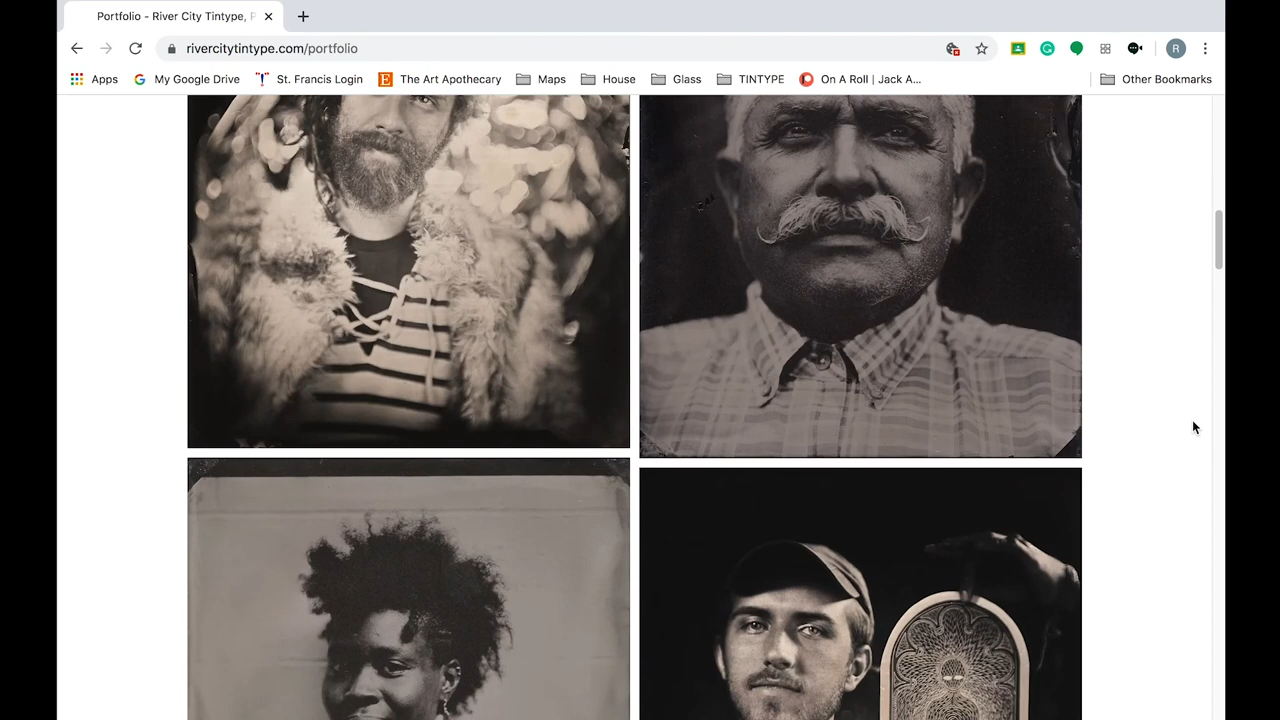 Portfolio - River City Tintype, P
rivercitytintype.com/portfolio
R
Apps
My Google Drive
St. Francis Login
E
The Art Apothecary
Maps
House
Glass
TINTYPE
On A Roll | Jack A...
Other Bookmarks